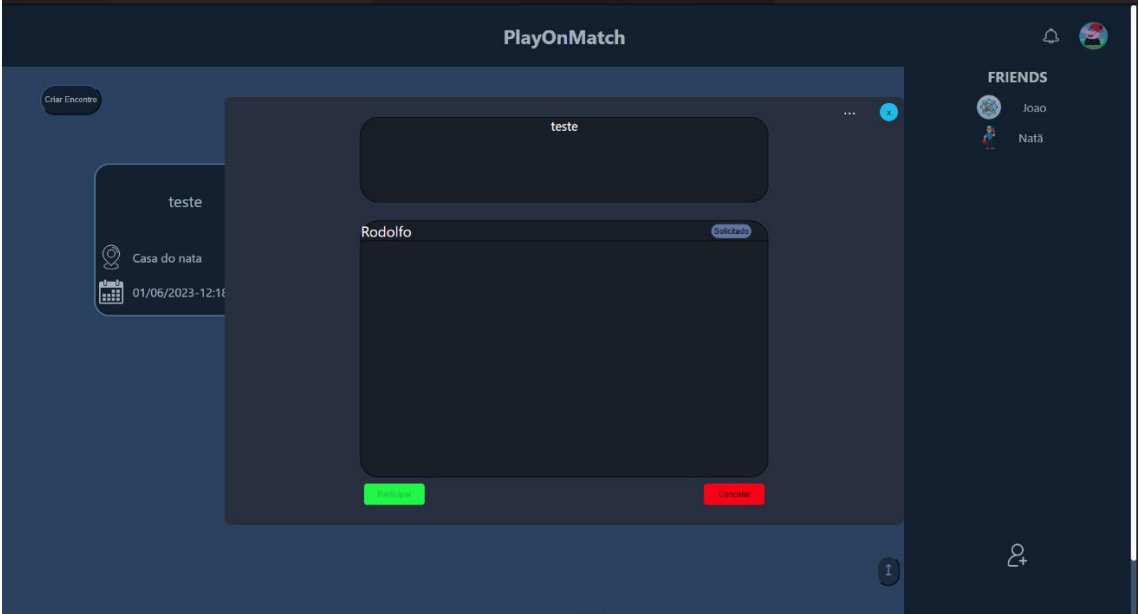 PlayOnMatch
FRIENDS
Joao
Natã
Criar Encontro
teste
Casa do nata
01/06/2023-12:18
...
x
teste
Rodolfo
Solicitado
Participar
Cancelar